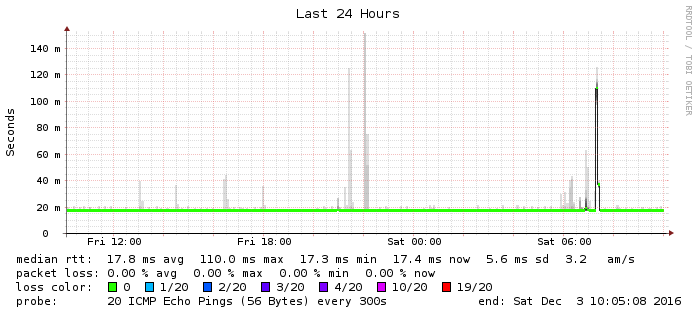 Last 24 Hours
RRDTOOL / TOBI OETIKER
Seconds
140 m
120 m
100 m
80 m
60 m
40 m
20 m
0
Fri 12:00 Fri 18:00 Sat 00:00 Sat 06:00
median rtt: 17.8 ms avg 110.0 ms max 17.3 ms min 17.4 ms now 5.6 ms sd 3.2 am/s
packet loss: 0.00 % avg 0.00 % max 0.00 % min 0.00 % now
loss color: 0 1/20 2/20 3/20 4/20 10/20 19/20
probe: 20 ICMP Echo Pings (56 Bytes) every 300s end: Sat Dec 3 10:05:08 2016